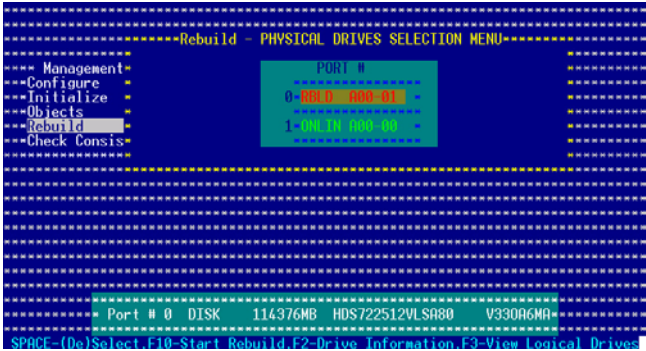 Rebuild - PHYSICAL DRIVES SELECTION MENU
Management
Configure
Initialize
Objects
Rebuild
Check Consis
PORT #
0 RBLD A00-01
1 ONLIN A00-00
Port # 0 DISK 114376MB HDS722512VLSA80 V33OA6MA
SPACE-(De)Select,F10-Start Rebuild,F2-Drive Information,F3-View Logical Drives